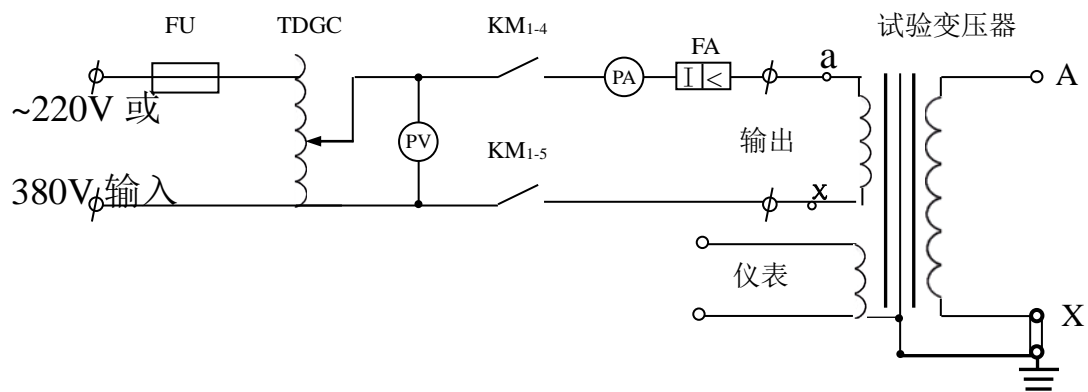 FU
TDGC
KM1-4
FA
试验变压器
PA
I <
a
A
~220V 或
PV
输出
KM1-5
380V 输入
x
仪表
X